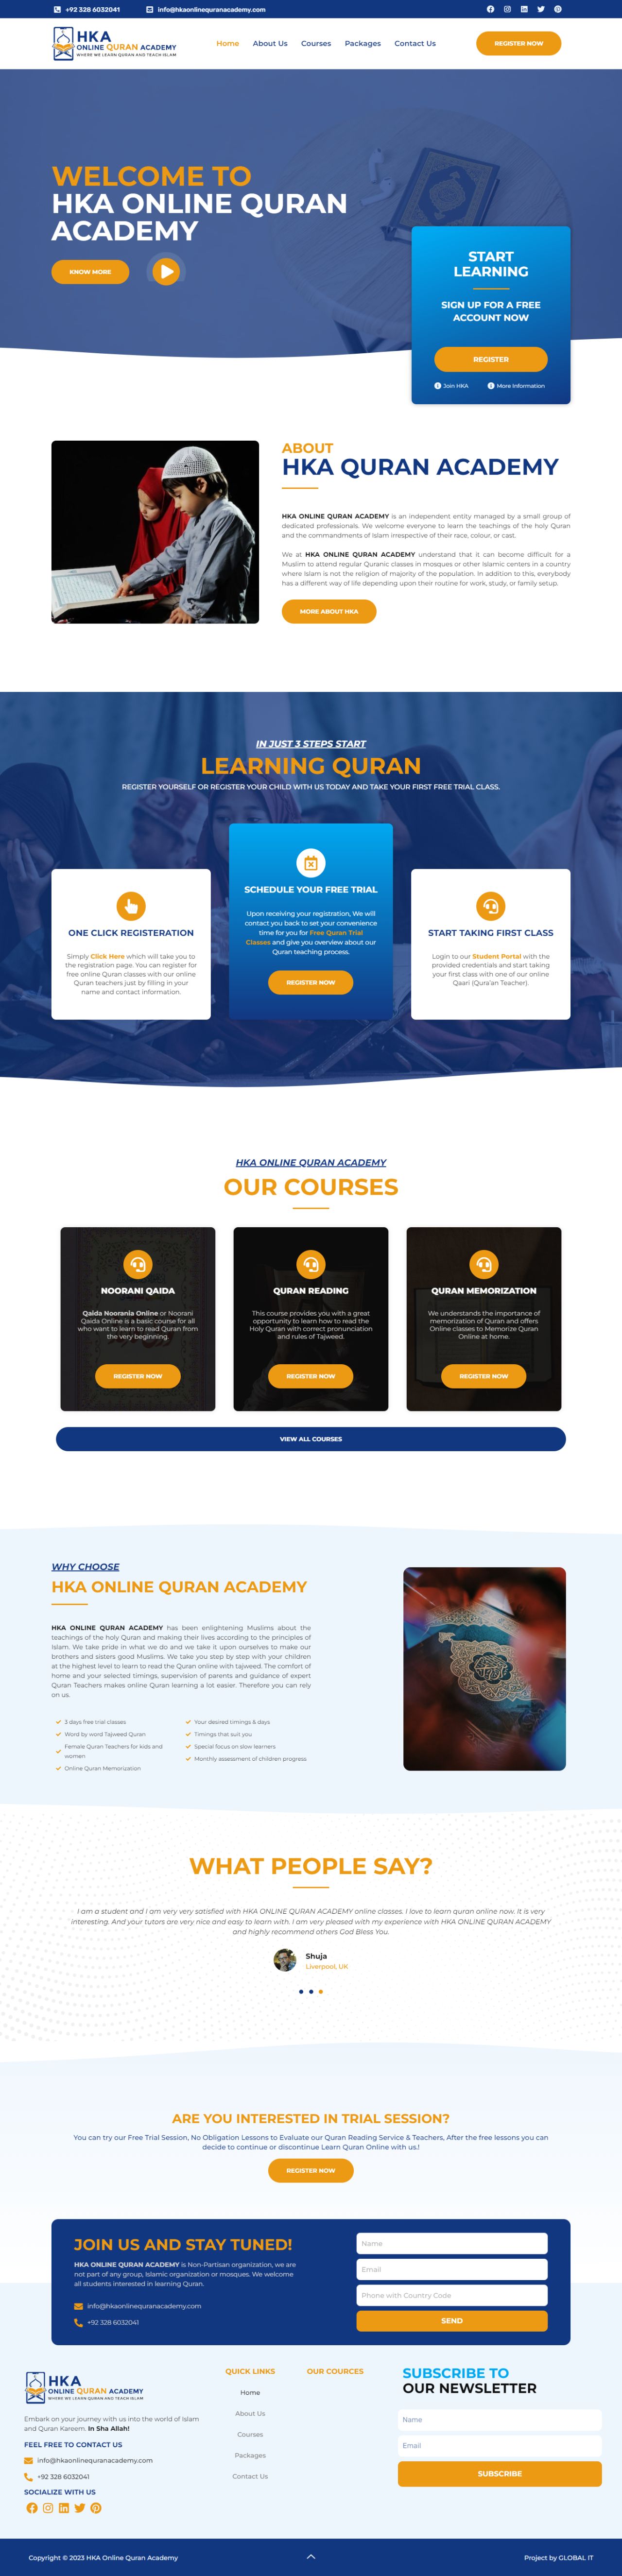 +92 328 6032041
info@hkaonlinequranacademy.com
HKA
ONLINE QURAN ACADEMY
WHERE WE LEARN QURAN AND TEACH ISLAM
Home
About Us
Courses
Packages
Contact Us
REGISTER NOW
WELCOME TO
HKA ONLINE QURAN
ACADEMY
KNOW MORE
START
LEARNING
SIGN UP FOR A FREE
ACCOUNT NOW
REGISTER
Join HKA
More Information
ABOUT
HKA QURAN ACADEMY
HKA ONLINE QURAN ACADEMY is an independent entity managed by a small group of
dedicated professionals. We welcome everyone to learn the teachings of the holy Quran
and the commandments of Islam irrespective of their race, colour, or cast.
We at HKA ONLINE QURAN ACADEMY understand that it can become difficult for a
Muslim to attend regular Quranic classes in mosques or other Islamic centers in a country
where Islam is not the religion of majority of the population. In addition to this, everybody
has a different way of life depending upon their routine for work, study, or family setup.
MORE ABOUT HKA
IN JUST 3 STEPS START
LEARNING QURAN
REGISTER YOURSELF OR REGISTER YOUR CHILD WITH US TODAY AND TAKE YOUR FIRST FREE TRIAL CLASS.
ONE CLICK REGISTERATION
Simply Click Here which will take you to
the registration page. You can register for
free online Quran classes with our online
Quran teachers just by filling in your
name and contact information.
SCHEDULE YOUR FREE TRIAL
Upon receiving your registration, We will
contact you back to set your convenience
time for you for Free Quran Trial
Classes and give you overview about our
Quran teaching process.
REGISTER NOW
START TAKING FIRST CLASS
Login to our Student Portal with the
provided credentials and start taking
your first class with one of our online
Qaari (Qura'an Teacher).
HKA ONLINE QURAN ACADEMY
OUR COURSES
NOORANI QAIDA
Qaida Noorania Online or Noorani
Qaida Online is a basic course for all
who want to learn to read Quran from
the very beginning.
REGISTER NOW
QURAN READING
This course provides you with a great
opportunity to learn how to read the
Holy Quran with correct pronunciation
and rules of Tajweed.
REGISTER NOW
QURAN MEMORIZATION
We understands the importance of
memorization of Quran and offers
Online classes to Memorize Quran
Online at home.
REGISTER NOW
VIEW ALL COURSES
WHY CHOOSE
HKA ONLINE QURAN ACADEMY
HKA ONLINE QURAN ACADEMY has been enlightening Muslims about the
teachings of the holy Quran and making their lives according to the principles of
Islam. We take pride in what we do and we take it upon ourselves to make our
brothers and sisters good Muslims. We take you step by step with your children
at the highest level to learn to read the Quran online with tajweed. The comfort of
home and your selected timings, supervision of parents and guidance of expert
Quran Teachers makes online Quran learning a lot easier. Therefore you can rely
on us.
3 days free trial classes
Word by word Tajweed Quran
Female Quran Teachers for kids and
women
Online Quran Memorization
Your desired timings & days
Timings that suit you
Special focus on slow learners
Monthly assessment of children progress
WHAT PEOPLE SAY?
I am a student and I am very very satisfied with HKA ONLINE QURAN ACADEMY online classes. I love to learn quran online now. It is very
interesting. And your tutors are very nice and easy to learn with. I am very pleased with my experience with HKA ONLINE QURAN ACADEMY
and highly recommend others God Bless You.
Shuja
Liverpool, UK
ARE YOU INTERESTED IN TRIAL SESSION?
You can try our Free Trial Session, No Obligation Lessons to Evaluate our Quran Reading Service & Teachers, After the free lessons you can
decide to continue or discontinue Learn Quran Online with us.!
REGISTER NOW
JOIN US AND STAY TUNED!
HKA ONLINE QURAN ACADEMY is Non-Partisan organization, we are
not part of any group, Islamic organization or mosques. We welcome
all students interested in learning Quran.
info@hkaonlinequranacademy.com
+92 328 6032041
Name
Email
Phone with Country Code
SEND
HKA
ONLINE QURAN ACADEMY
WHERE WE LEARN QURAN AND TEACH ISLAM
Embark on your journey with us into the world of Islam
and Quran Kareem. In Sha Allah!
FEEL FREE TO CONTACT US
info@hkaonlinequranacademy.com
+92 328 6032041
SOCIALIZE WITH US
QUICK LINKS
Home
About Us
Courses
Packages
Contact Us
OUR COURCES
SUBSCRIBE TO
OUR NEWSLETTER
Name
Email
SUBSCRIBE
Copyright © 2023 HKA Online Quran Academy
Project by GLOBAL IT